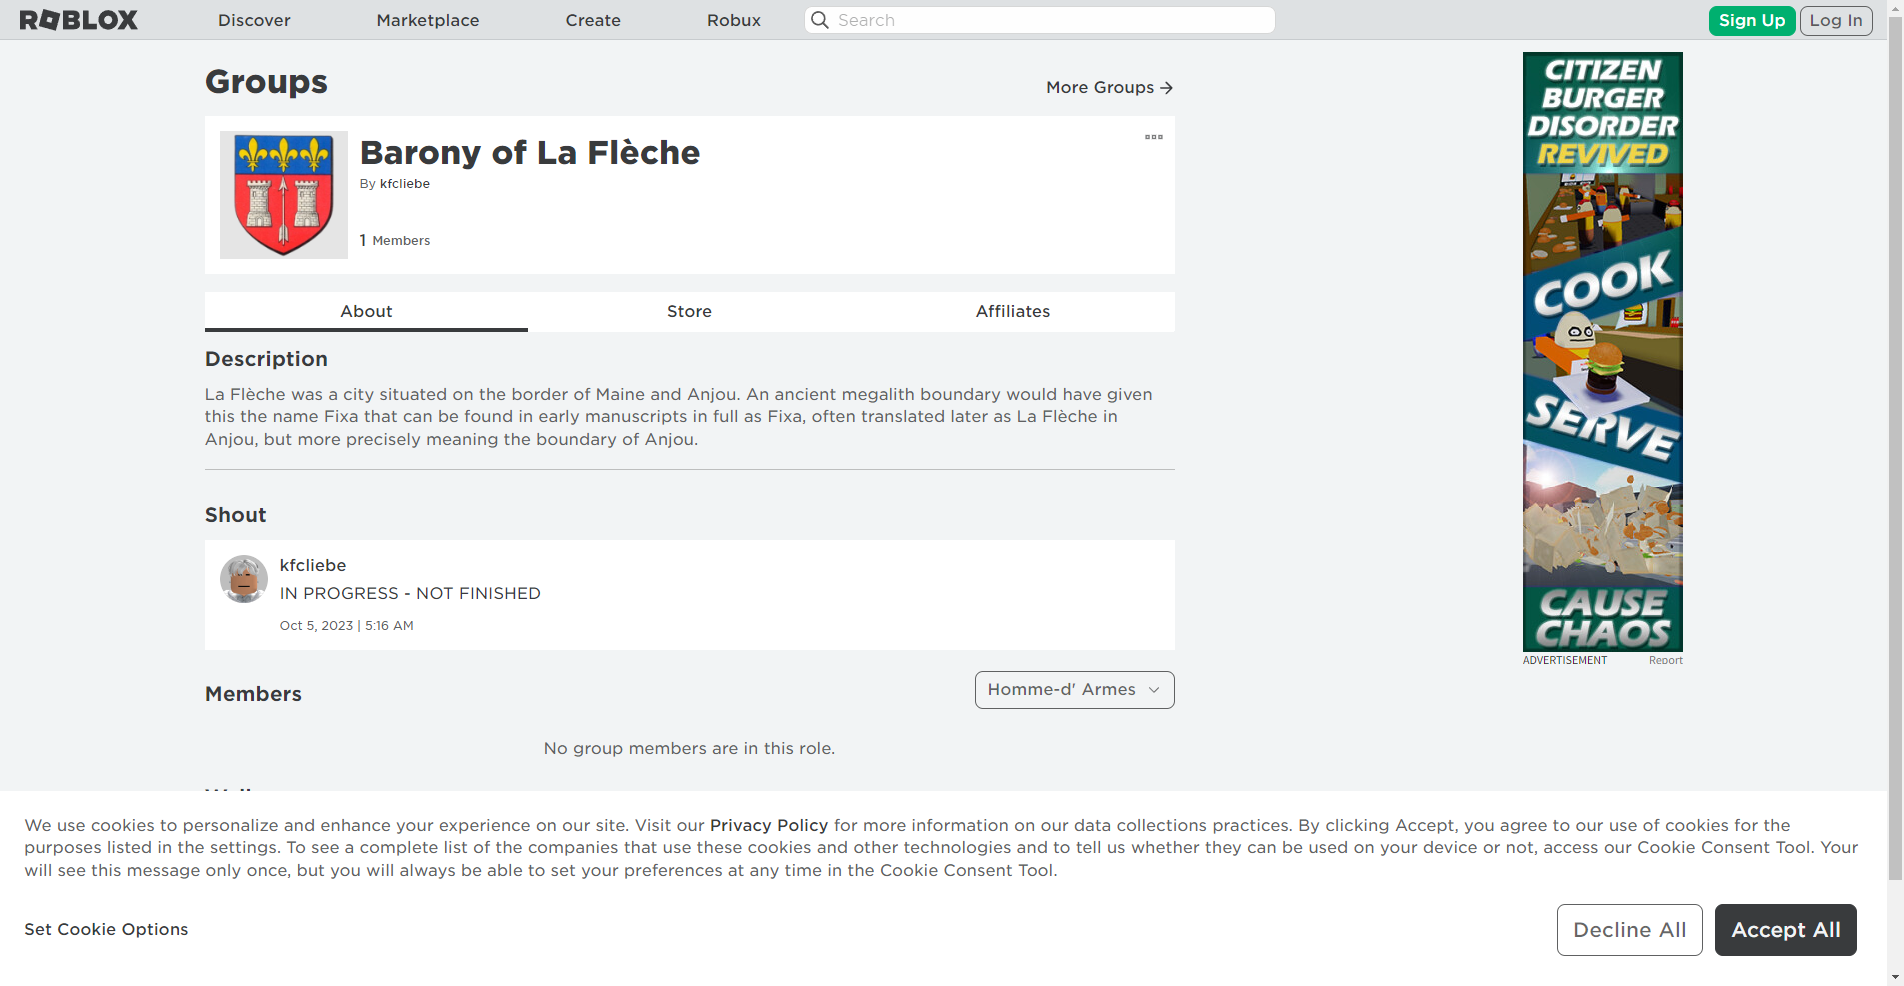 ROBLOX
Discover
Marketplace
Create
Robux
Search
Sign Up
Log In
Groups
More Groups
Barony of La Flèche
By kfcliebe
1 Members
About
Store
Affiliates
Description
La Flèche was a city situated on the border of Maine and Anjou. An ancient megalith boundary would have given
this the name Fixa that can be found in early manuscripts in full as Fixa, often translated later as La Flèche in
Anjou, but more precisely meaning the boundary of Anjou.
Shout
kfcliebe
IN PROGRESS - NOT FINISHED
Oct 5, 2023 | 5:16 AM
Members
Homme-d' Armes
No group members are in this role.
CITIZEN
BURGER
DISORDER
REVIVED
COOK
SERVE
CAUSE
CHAOS
ADVERTISEMENT
Report
We use cookies to personalize and enhance your experience on our site. Visit our Privacy Policy for more information on our data collections practices. By clicking Accept, you agree to our use of cookies for the
purposes listed in the settings. To see a complete list of the companies that use these cookies and other technologies and to tell us whether they can be used on your device or not, access our Cookie Consent Tool. Your
will see this message only once, but you will always be able to set your preferences at any time in the Cookie Consent Tool.
Set Cookie Options
Decline All
Accept All